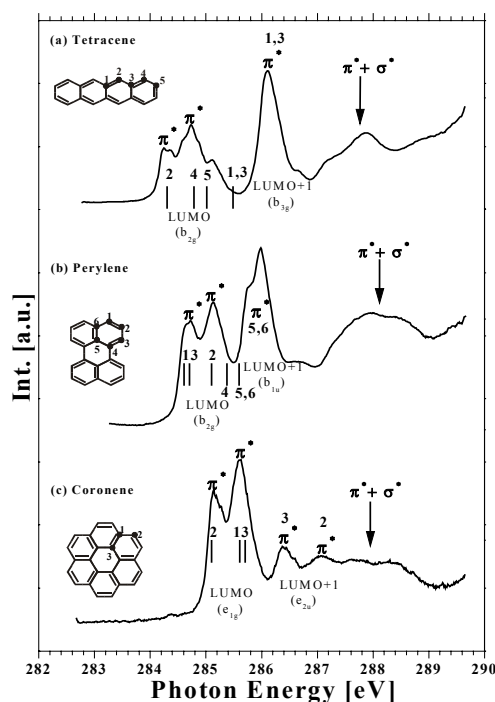 (a) Tetracene
1 2 3 4 5
1,3
π*
π* + σ*
π*
π*
2 4 5 1,3
LUMO
(b2g)
LUMO+1
(b3g)
(b) Perylene
6 1 2 3 5 4
π* + σ*
π*
π*
π*
5,6
13 2 4 5,6
LUMO
(b2g)
LUMO+1
(b1u)
(c) Coronene
1 2 3
π*
π*
π* + σ*
3
π*
2
π*
2 13
LUMO
(e1g)
LUMO+1
(e2u)
Int. [a.u.]
282 283 284 285 286 287 288 289 290
Photon Energy [eV]